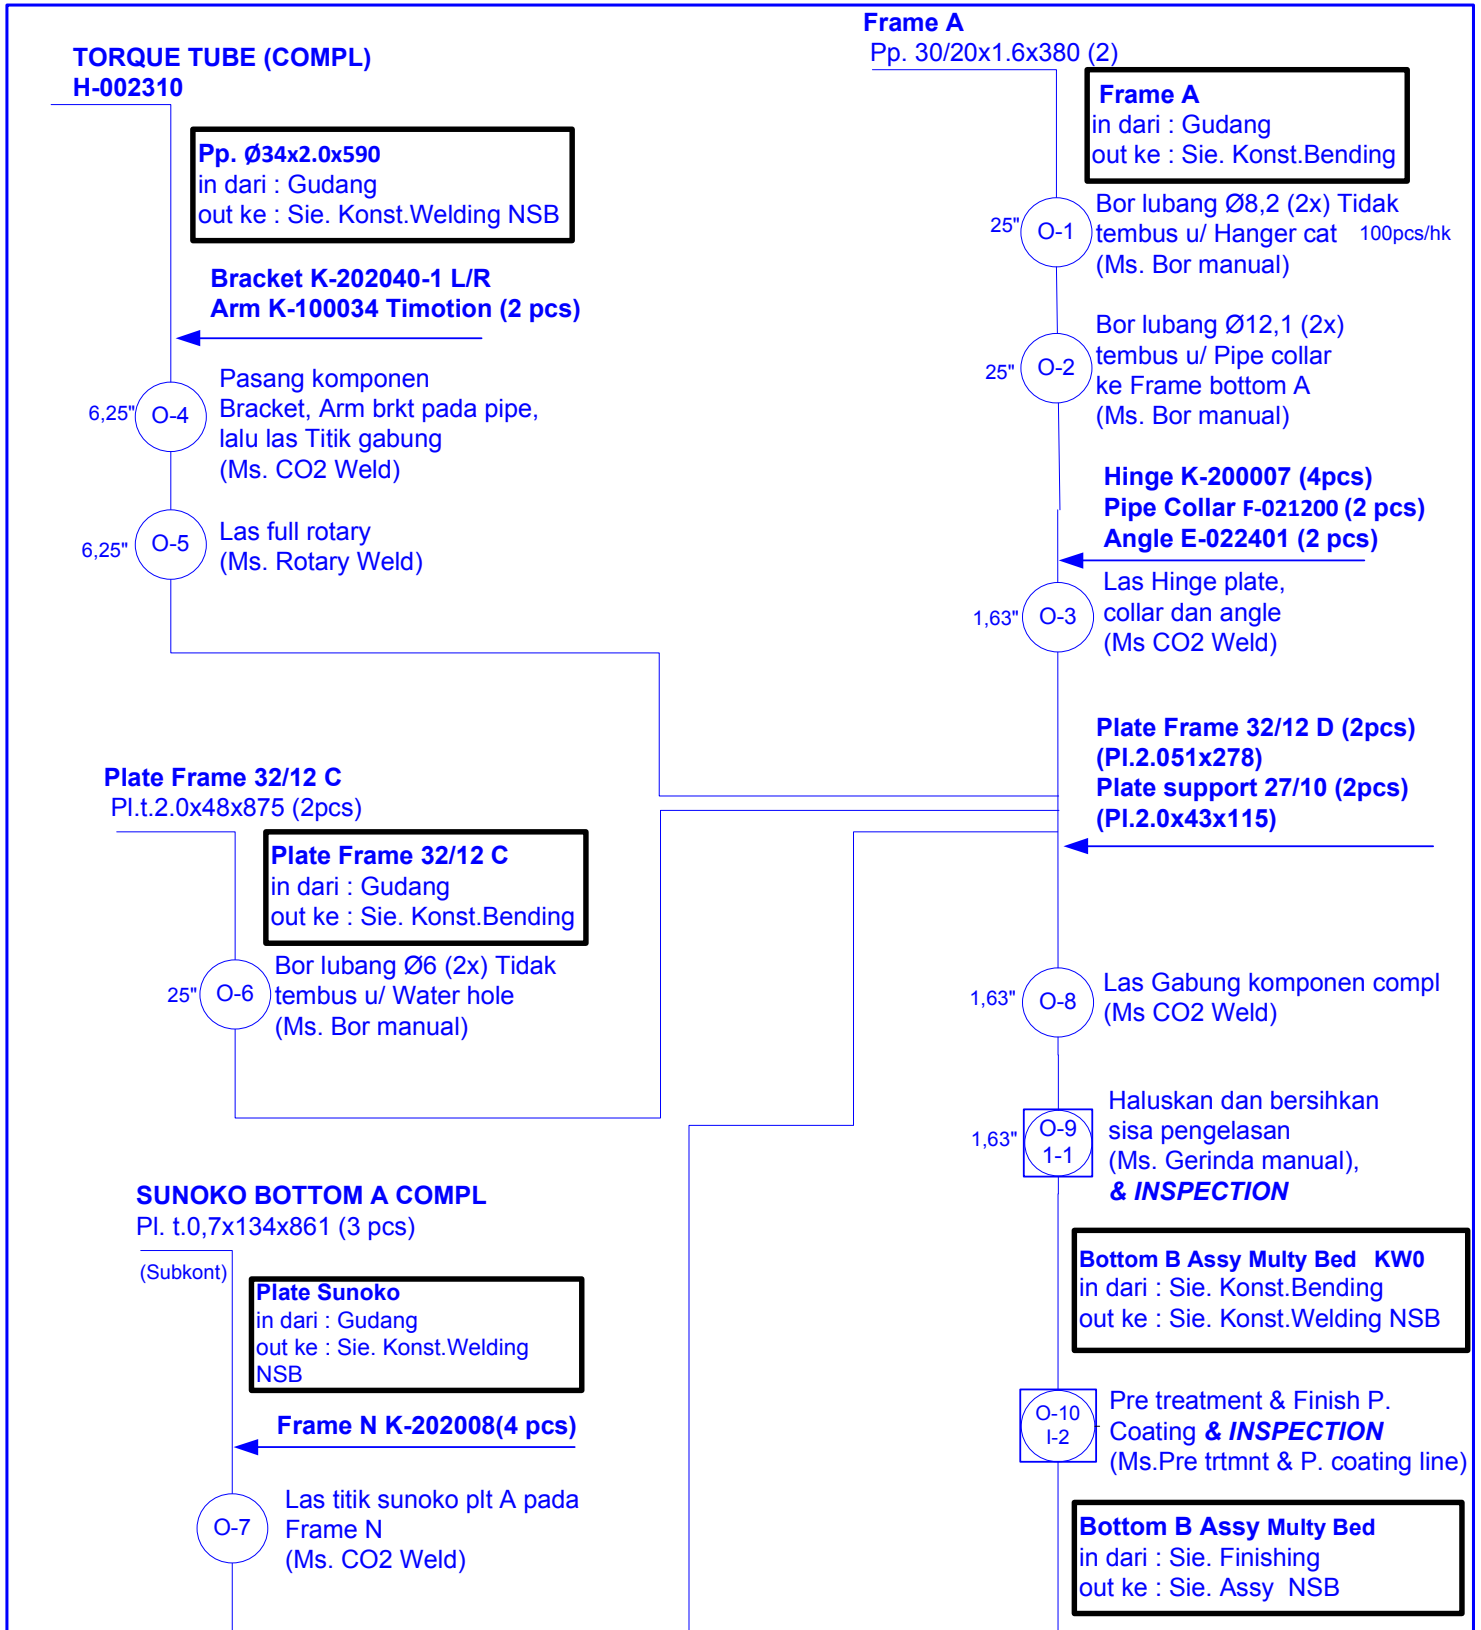 TORQUE TUBE (COMPL)
H-002310
Pp. Ø34x2.0x590
in dari : Gudang
out ke : Sie. Konst.Welding NSB
Bracket K-202040-1 L/R
Arm K-100034 Timotion (2 pcs)
6,25" O-4
Pasang komponen
Bracket, Arm brkt pada pipe,
lalu las Titik gabung
(Ms. CO2 Weld)
6,25" O-5
Las full rotary
(Ms. Rotary Weld)
Frame A
Pp. 30/20x1.6x380 (2)
Frame A
in dari : Gudang
out ke : Sie. Konst.Bending
25" O-1
Bor lubang Ø8,2 (2x) Tidak
tembus u/ Hanger cat 100pcs/hk
(Ms. Bor manual)
25" O-2
Bor lubang Ø12,1 (2x)
tembus u/ Pipe collar
ke Frame bottom A
(Ms. Bor manual)
Hinge K-200007 (4pcs)
Pipe Collar F-021200 (2 pcs)
Angle E-022401 (2 pcs)
1,63" O-3
Las Hinge plate,
collar dan angle
(Ms CO2 Weld)
Plate Frame 32/12 D (2pcs)
(Pl.2.051x278)
Plate support 27/10 (2pcs)
(Pl.2.0x43x115)
Plate Frame 32/12 C
Pl.t.2.0x48x875 (2pcs)
Plate Frame 32/12 C
in dari : Gudang
out ke : Sie. Konst.Bending
25" O-6
Bor lubang Ø6 (2x) Tidak
tembus u/ Water hole
(Ms. Bor manual)
1,63" O-8
Las Gabung komponen compl
(Ms CO2 Weld)
1,63" O-9
1-1
Haluskan dan bersihkan
sisa pengelasan
(Ms. Gerinda manual),
& INSPECTION
SUNOKO BOTTOM A COMPL
Pl. t.0,7x134x861 (3 pcs)
(Subkont)
Plate Sunoko
in dari : Gudang
out ke : Sie. Konst.Welding
NSB
Frame N K-202008(4 pcs)
O-7
Las titik sunoko plt A pada
Frame N
(Ms. CO2 Weld)
Bottom B Assy Multy Bed KW0
in dari : Sie. Konst.Bending
out ke : Sie. Konst.Welding NSB
O-10
I-2
Pre treatment & Finish P.
Coating & INSPECTION
(Ms.Pre trtmnt & P. coating line)
Bottom B Assy Multy Bed
in dari : Sie. Finishing
out ke : Sie. Assy NSB